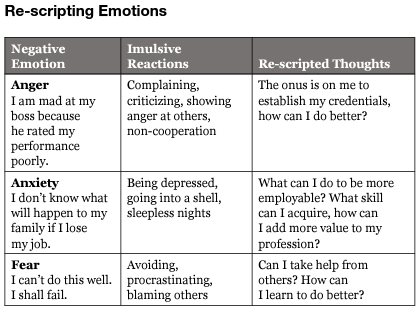 Re-scripting Emotions
Negative
Emotion
Imulsive
Reactions
Re-scripted Thoughts
Anger
I am mad at my
boss because
he rated my
performance
poorly.
Complaining,
criticizing, showing
anger at others,
non-cooperation
The onus is on me to
establish my credentials,
how can I do better?
Anxiety
I don't know what
will happen to my
family if I lose
my job.
Being depressed,
going into a shell,
sleepless nights
What can I do to be more
employable? What skill
can I acquire, how can
I add more value to my
profession?
Fear
I can't do this well.
I shall fail.
Avoiding,
procrastinating,
blaming others
Can I take help from
others? How can
I learn to do better?